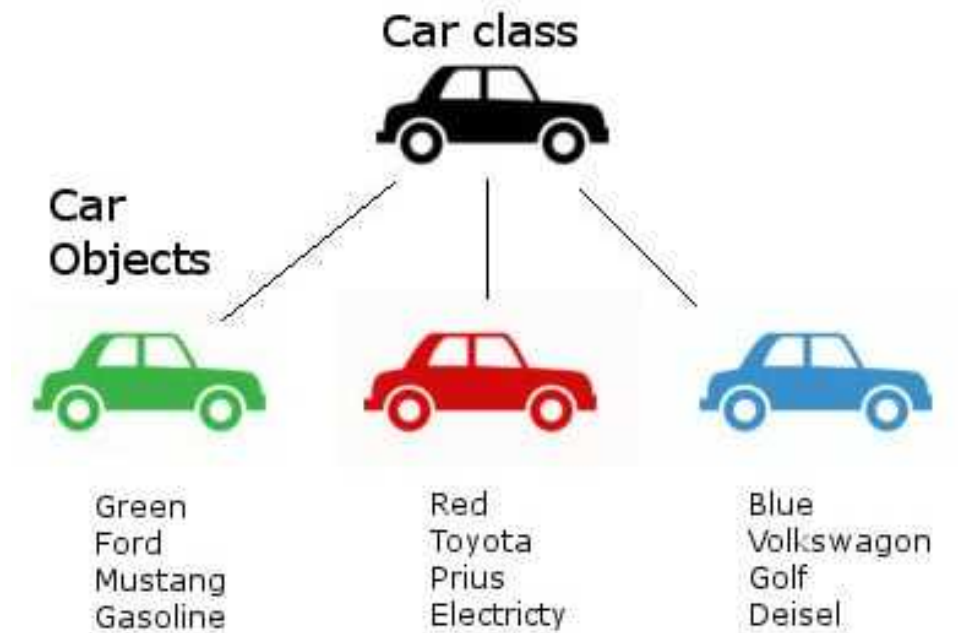 Car class
Car
Objects
Green
Ford
Mustang
Gasoline
Red
Toyota
Prius
Electricty
Blue
Volkswagon
Golf
Deisel